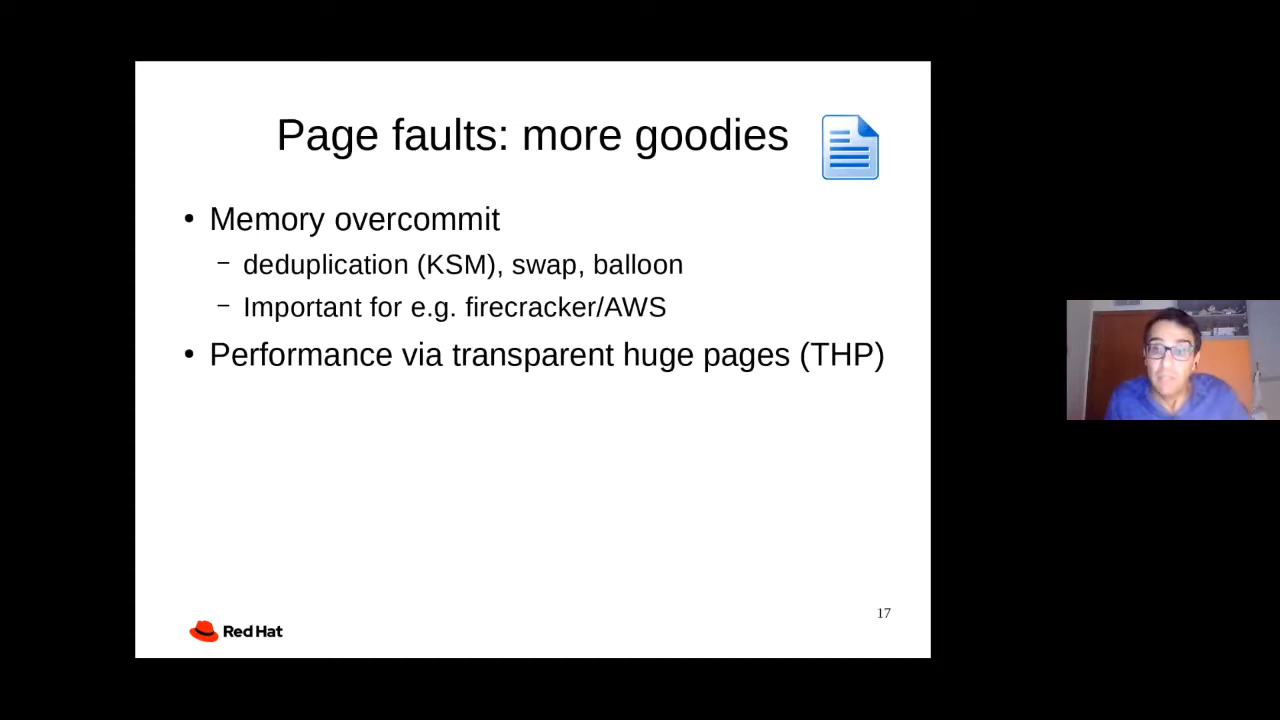 Page faults: more goodies
• Memory overcommit
– deduplication (KSM), swap, balloon
– Important for e.g. firecracker/AWS
• Performance via transparent huge pages (THP)
17
Red Hat